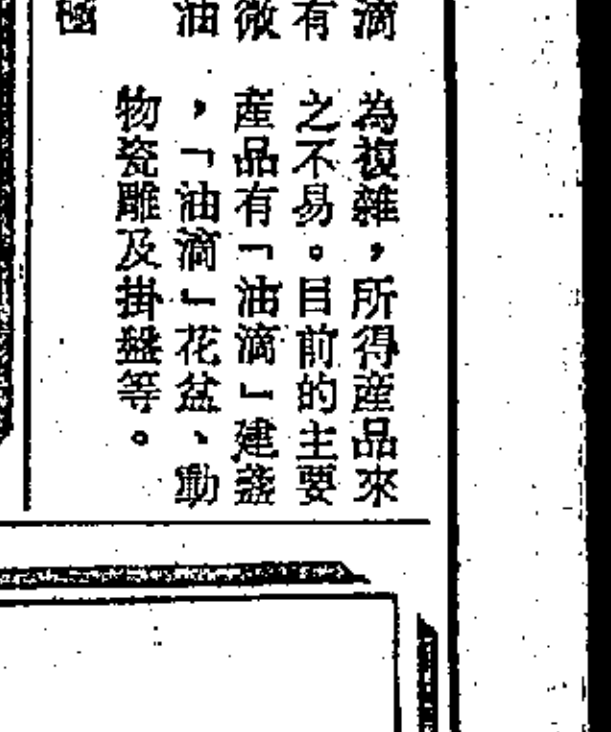 滴
有
微
油
極
為複雜，所得產品來
之不易。目前的主要
產品有「油滴」建盞
，「油滴」花盆、動
物瓷雕及掛盤等。